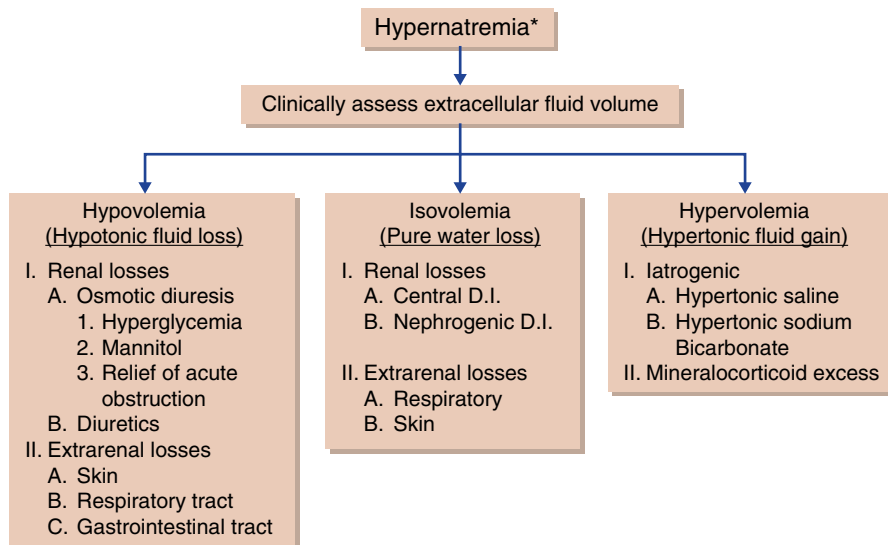 Hypernatremia*
Clinically assess extracellular fluid volume
Hypovolemia
(Hypotonic fluid loss)
I. Renal losses
A. Osmotic diuresis
1. Hyperglycemia
2. Mannitol
3. Relief of acute
obstruction
B. Diuretics
II. Extrarenal losses
A. Skin
B. Respiratory tract
C. Gastrointestinal tract
Isovolemia
(Pure water loss)
I. Renal losses
A. Central D.I.
B. Nephrogenic D.I.
II. Extrarenal losses
A. Respiratory
B. Skin
Hypervolemia
(Hypertonic fluid gain)
I. Iatrogenic
A. Hypertonic saline
B. Hypertonic sodium
Bicarbonate
II. Mineralocorticoid excess